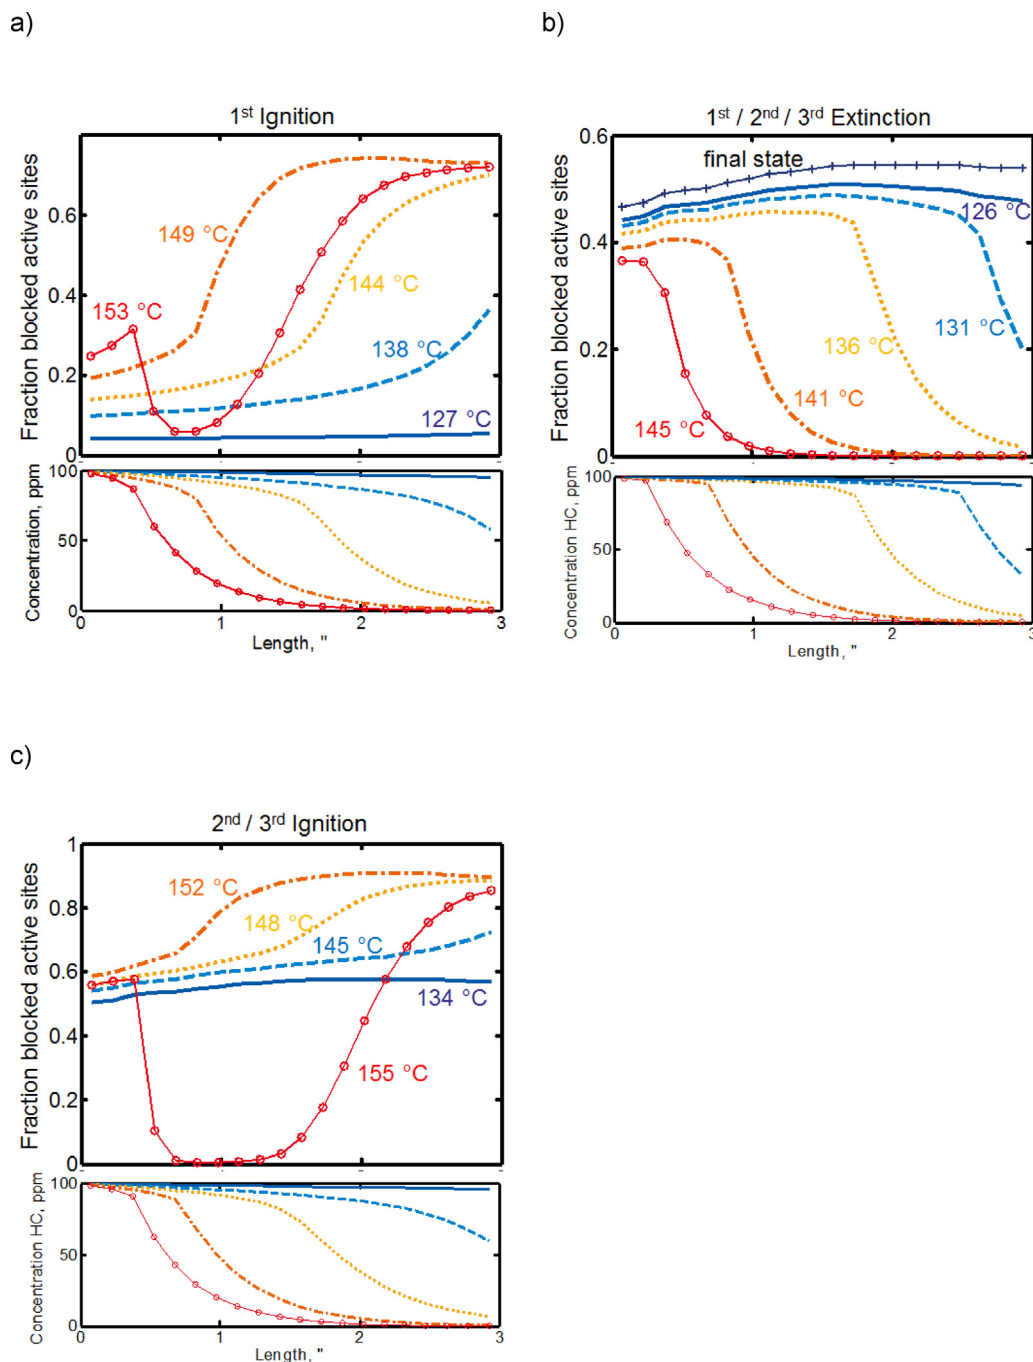 a)
1st Ignition
Fraction blocked active sites
0.6
0.4
0.2
0
149 °C
153 °C
144 °C
138 °C
127 °C
Concentration, ppm
100
50
0
0 1 2 3
Length, "
b)
1st / 2nd / 3rd Extinction
Fraction blocked active sites
0.6
0.4
0.2
0
final state
126 °C
131 °C
136 °C
141 °C
145 °C
Concentration HC, ppm
100
50
0
0 1 2 3
Length, "
c)
2nd / 3rd Ignition
Fraction blocked active sites
1
0.8
0.6
0.4
0.2
0
152 °C
148 °C
145 °C
134 °C
155 °C
Concentration HC, ppm
100
50
0
0 1 2 3
Length, "